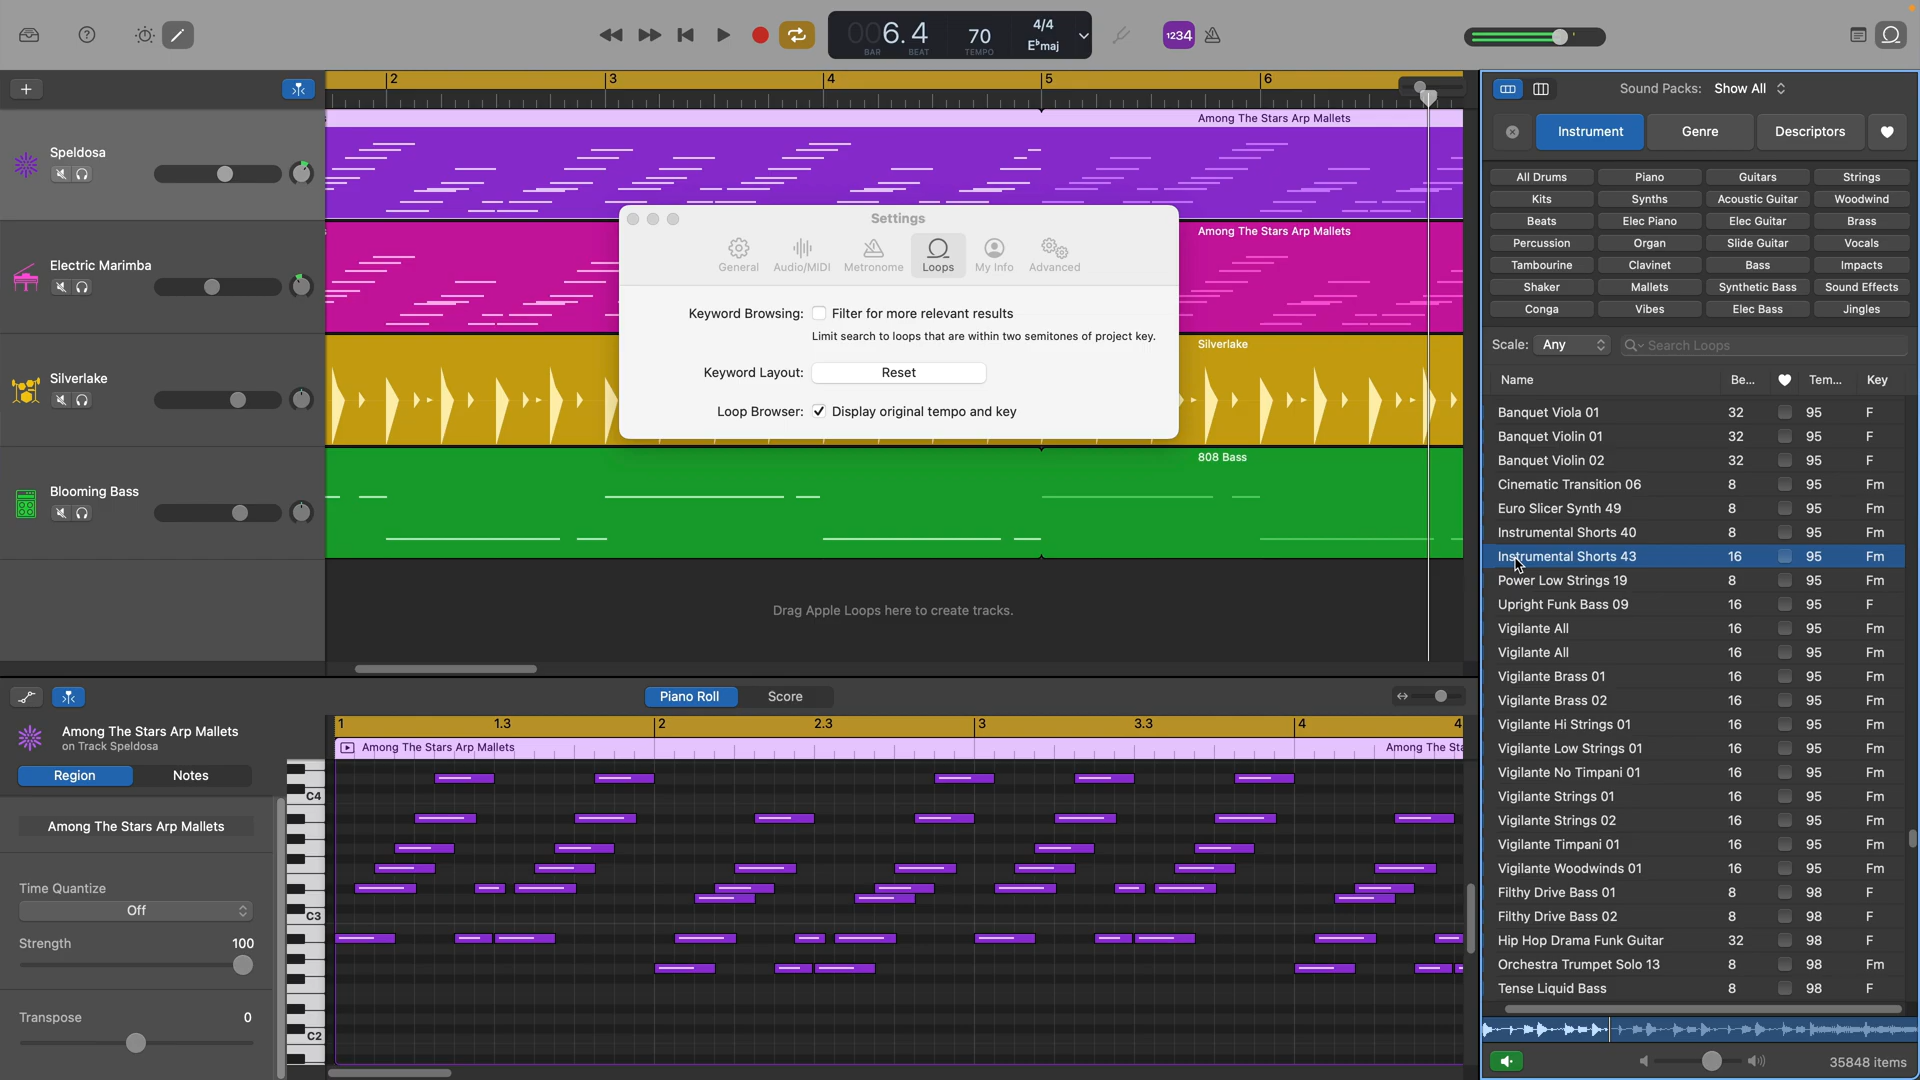 006.4
BAR BEAT
70
TEMPO
4/4
E♭maj
1234
2 3 4 5 6
Speldosa
Electric Marimba
Silverlake
Blooming Bass
Among The Stars Arp Mallets
Among The Stars Arp Mallets
Silverlake
808 Bass
Drag Apple Loops here to create tracks.
Settings
General Audio/MIDI Metronome Loops My Info Advanced
Keyword Browsing: Filter for more relevant results
Limit search to loops that are within two semitones of project key.
Keyword Layout: Reset
Loop Browser: Display original tempo and key
Sound Packs: Show All
Instrument Genre Descriptors
All Drums Piano Guitars Strings
Kits Synths Acoustic Guitar Woodwind
Beats Elec Piano Elec Guitar Brass
Percussion Organ Slide Guitar Vocals
Tambourine Clavinet Bass Impacts
Shaker Mallets Synthetic Bass Sound Effects
Conga Vibes Elec Bass Jingles
Scale: Any Search Loops
Name Be... Tem... Key
Banquet Viola 01 32 95 F
Banquet Violin 01 32 95 F
Banquet Violin 02 32 95 F
Cinematic Transition 06 8 95 Fm
Euro Slicer Synth 49 8 95 Fm
Instrumental Shorts 40 8 95 Fm
Instrumental Shorts 43 16 95 Fm
Power Low Strings 19 8 95 Fm
Upright Funk Bass 09 16 95 F
Vigilante All 16 95 Fm
Vigilante All 16 95 Fm
Vigilante Brass 01 16 95 Fm
Vigilante Brass 02 16 95 Fm
Vigilante Hi Strings 01 16 95 Fm
Vigilante Low Strings 01 16 95 Fm
Vigilante No Timpani 01 16 95 Fm
Vigilante Strings 01 16 95 Fm
Vigilante Strings 02 16 95 Fm
Vigilante Timpani 01 16 95 Fm
Vigilante Woodwinds 01 16 95 Fm
Filthy Drive Bass 01 8 98 F
Filthy Drive Bass 02 8 98 F
Hip Hop Drama Funk Guitar 32 98 F
Orchestra Trumpet Solo 13 8 98 Fm
Tense Liquid Bass 8 98 F
35848 items
Piano Roll Score
Among The Stars Arp Mallets
on Track Speldosa
Region Notes
Among The Stars Arp Mallets
Time Quantize
Off
Strength 100
Transpose 0
1 1.3 2 2.3 3 3.3 4 4
Among The Stars Arp Mallets Among The Sta
C4
C3
C2